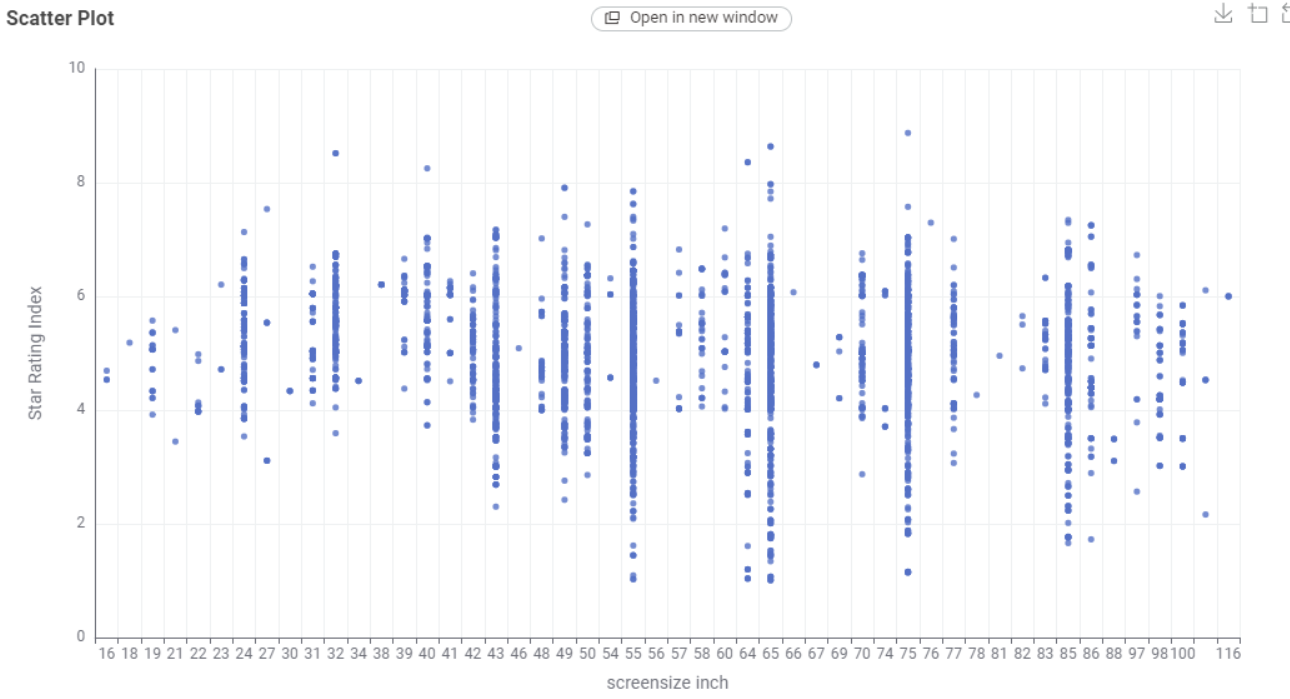 Scatter Plot
Open in new window
10
8
6
4
2
0
Star Rating Index
16 18 19 21 22 23 24 27 30 31 32 34 38 39 40 41 42 43 46 48 49 50 54 55 56 57 58 60 64 65 66 67 69 70 74 75 76 77 78 81 82 83 85 86 88 97 98 100 116
screensize inch